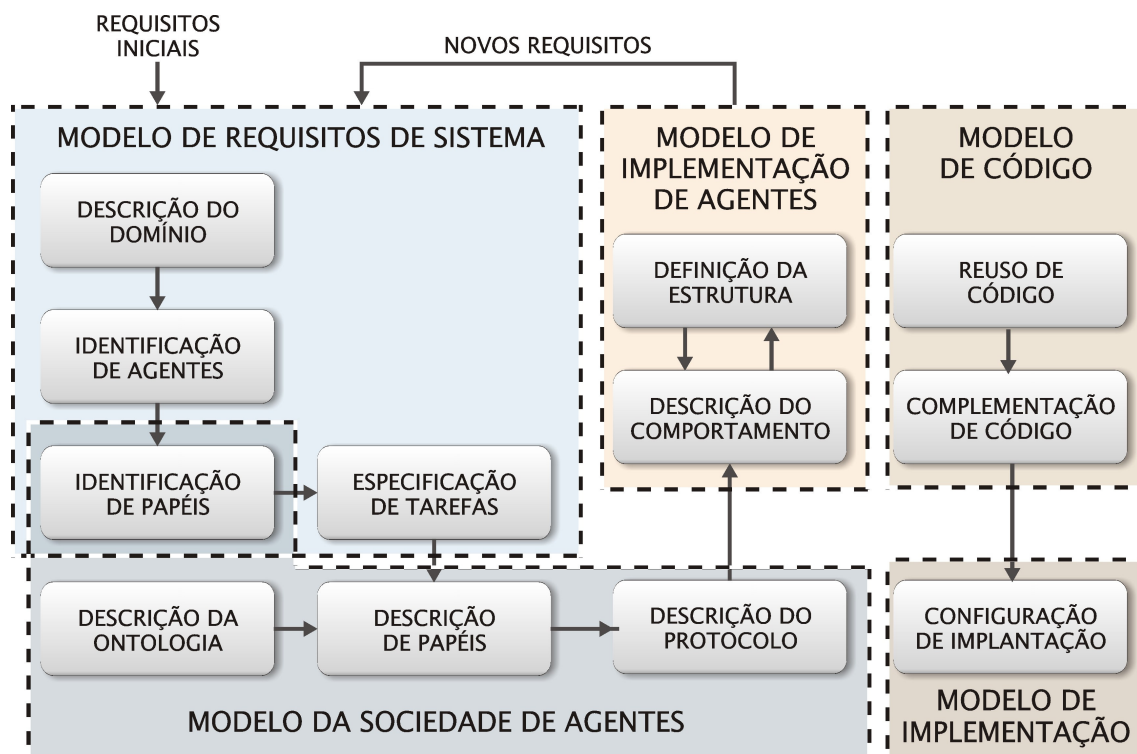 REQUISITOS
INICIAIS
NOVOS REQUISITOS
MODELO DE REQUISITOS DE SISTEMA
DESCRIÇÃO DO
DOMÍNIO
IDENTIFICAÇÃO
DE AGENTES
IDENTIFICAÇÃO
DE PAPÉIS
ESPECIFICAÇÃO
DE TAREFAS
MODELO DE
IMPLEMENTAÇÃO
DE AGENTES
DEFINIÇÃO DA
ESTRUTURA
DESCRIÇÃO DO
COMPORTAMENTO
MODELO
DE CÓDIGO
REUSO DE
CÓDIGO
COMPLEMENTAÇÃO
DE CÓDIGO
DESCRIÇÃO DA
ONTOLOGIA
DESCRIÇÃO
DE PAPÉIS
DESCRIÇÃO DO
PROTOCOLO
MODELO DA SOCIEDADE DE AGENTES
CONFIGURAÇÃO
DE IMPLANTAÇÃO
MODELO DE
IMPLEMENTAÇÃO